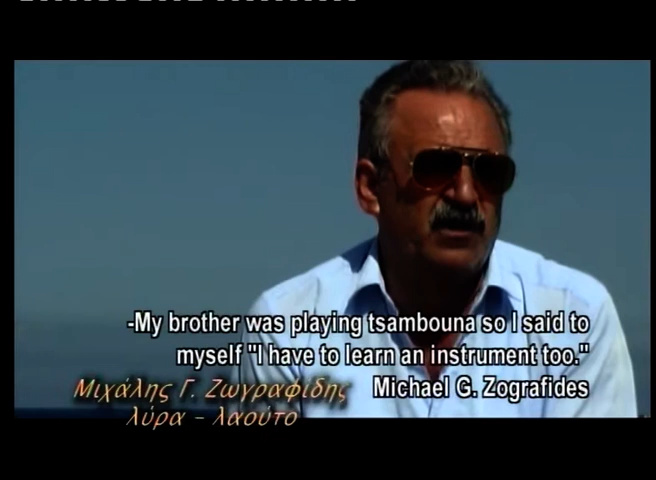 -My brother was playing tsambouna so I said to
myself "I have to learn an instrument too."
Μιχάλης Γ. Ζωγραφίδης Michael G. Zografides
λύρα - λαούτο